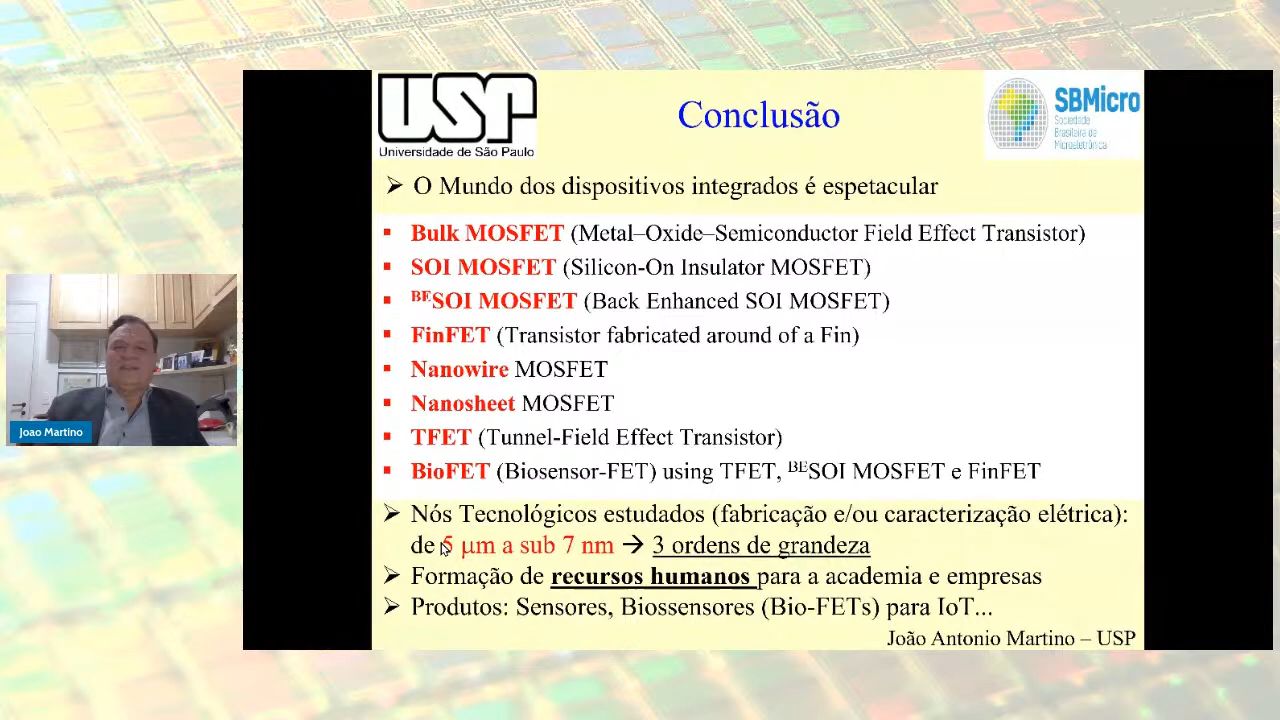 USP
Universidade de São Paulo
Conclusão
SBMicro
Sociedade
Brasileira de
Microeletrônica
➢ O Mundo dos dispositivos integrados é espetacular
▪ Bulk MOSFET (Metal–Oxide–Semiconductor Field Effect Transistor)
▪ SOI MOSFET (Silicon-On Insulator MOSFET)
▪ BESOI MOSFET (Back Enhanced SOI MOSFET)
▪ FinFET (Transistor fabricated around of a Fin)
▪ Nanowire MOSFET
▪ Nanosheet MOSFET
▪ TFET (Tunnel-Field Effect Transistor)
▪ BioFET (Biosensor-FET) using TFET, BESOI MOSFET e FinFET
➢ Nós Tecnológicos estudados (fabricação e/ou caracterização elétrica):
de 5 μm a sub 7 nm → 3 ordens de grandeza
➢ Formação de recursos humanos para a academia e empresas
➢ Produtos: Sensores, Biossensores (Bio-FETs) para IoT...
João Antonio Martino – USP
Joao Martino